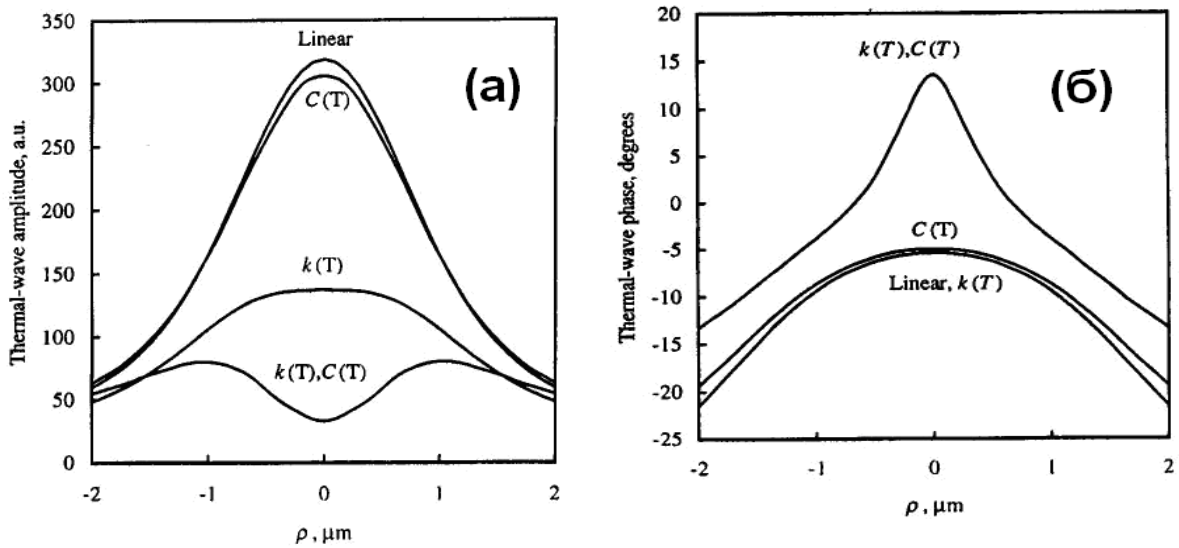 350
300
250
200
150
100
50
0
Thermal-wave amplitude, a.u.
Linear
C(T)
k(T)
k(T),C(T)
(а)
-2
-1
0
1
2
ρ, μm
20
15
10
5
0
-5
-10
-15
-20
-25
Thermal-wave phase, degrees
k(T),C(T)
(б)
C(T)
Linear, k(T)
-2
-1
0
1
2
ρ, μm